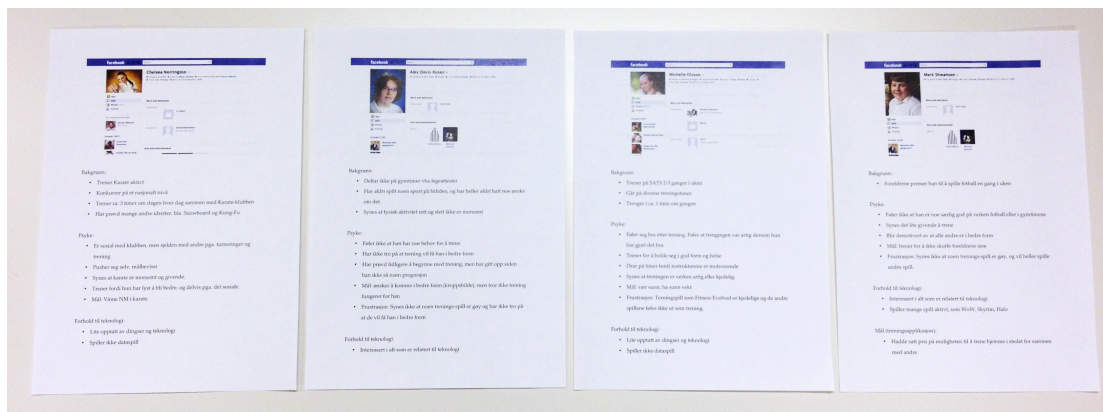 facebook
Chelsea Norrington
Bakgrunn:
• Trener Karate aktivt
• Konkurrer på et nasjonalt nivå
• Trener ca. 3 timer om dagen hver dag sammen med Karate-klubben
• Har prøvd mange andre idretter, bla. Snowboard og Kung-Fu
Psyke:
• Er sosial med klubben, men sjelden med andre pga. turneringer og
trening
• Pusher seg selv, målbevisst
• Synes at karate er morsomt og givende
• Trener fordi hun har lyst å bli bedre, og delvis pga. det sosiale
• Mål: Vinne NM i karate
Forhold til teknologi:
• Lite opptatt av dingser og teknologi
• Spiller ikke dataspill
facebook
Alex Davis Rosen
Bakgrunn:
• Deltar ikke på gymtimer vha legeattester
• Har aldri spilt noen sport på fritiden, og har heller aldri hatt noe ønske
om det
• Synes at fysisk aktivitet rett og slett ikke er morsomt
Psyke:
• Føler ikke at han har noe behov for å trene
• Har ikke tro på at trening vil få han i bedre form
• Har prøvd tidligere å begynne med trening, men har gitt opp siden
han ikke så noen progresjon
• Mål: ønsker å komme i bedre form (kroppsbilde), men tror ikke trening
fungerer for han
• Frustrasjon: Synes ikke at noen trenings-spill er gøy og har ikke tro på
at de vil få han i bedre form
Forhold til teknologi:
• Interessert i alt som er relatert til teknologi
facebook
Michelle Olsson
Bakgrunn:
• Trener på SATS 2-3 ganger i uken
• Går på diverse treningstimer
• Trenger i ca. 1 time om gangen
Psyke:
• Føler seg bra etter trening. Føler at treningen var artig dersom hun
har gjort det bra.
• Trener for å holde seg i god form og helse
• Drar på timer fordi instruktørene er motiverende
• Synes at treningen er verken artig eller kjedelig.
• Mål: vær sunn, ha sunn vekt
• Frustrasjon: Treningspill som Fitness Evolved er kjedelige og de andre
spillene føles ikke ut som trening
Forhold til teknologi:
• Lite opptatt av dingser og teknologi
• Spiller ikke dataspill
facebook
Mark Shwansen
Bakgrunn:
• Foreldrene presser han til å spille fotball en gang i uken
Psyke:
• Føler ikke at han er noe særlig god på verken fotball eller i gymtimene
• Synes det lite givende å trene
• Blir demotivert av at alle andre er i bedre form
• Mål: trener for å ikke skuffe foreldrene sine
• Frustrasjon: Synes ikke at noen trenings-spill er gøy, og vil heller spille
andre spill.
Forhold til teknologi:
• Interessert i alt som er relatert til teknologi
• Spiller mange spill aktivt, som WoW, Skyrim, Halo
Mål (treningsapplikasjon):
• Hadde satt pris på muligheten til å trene hjemme i stedet for sammen
med andre